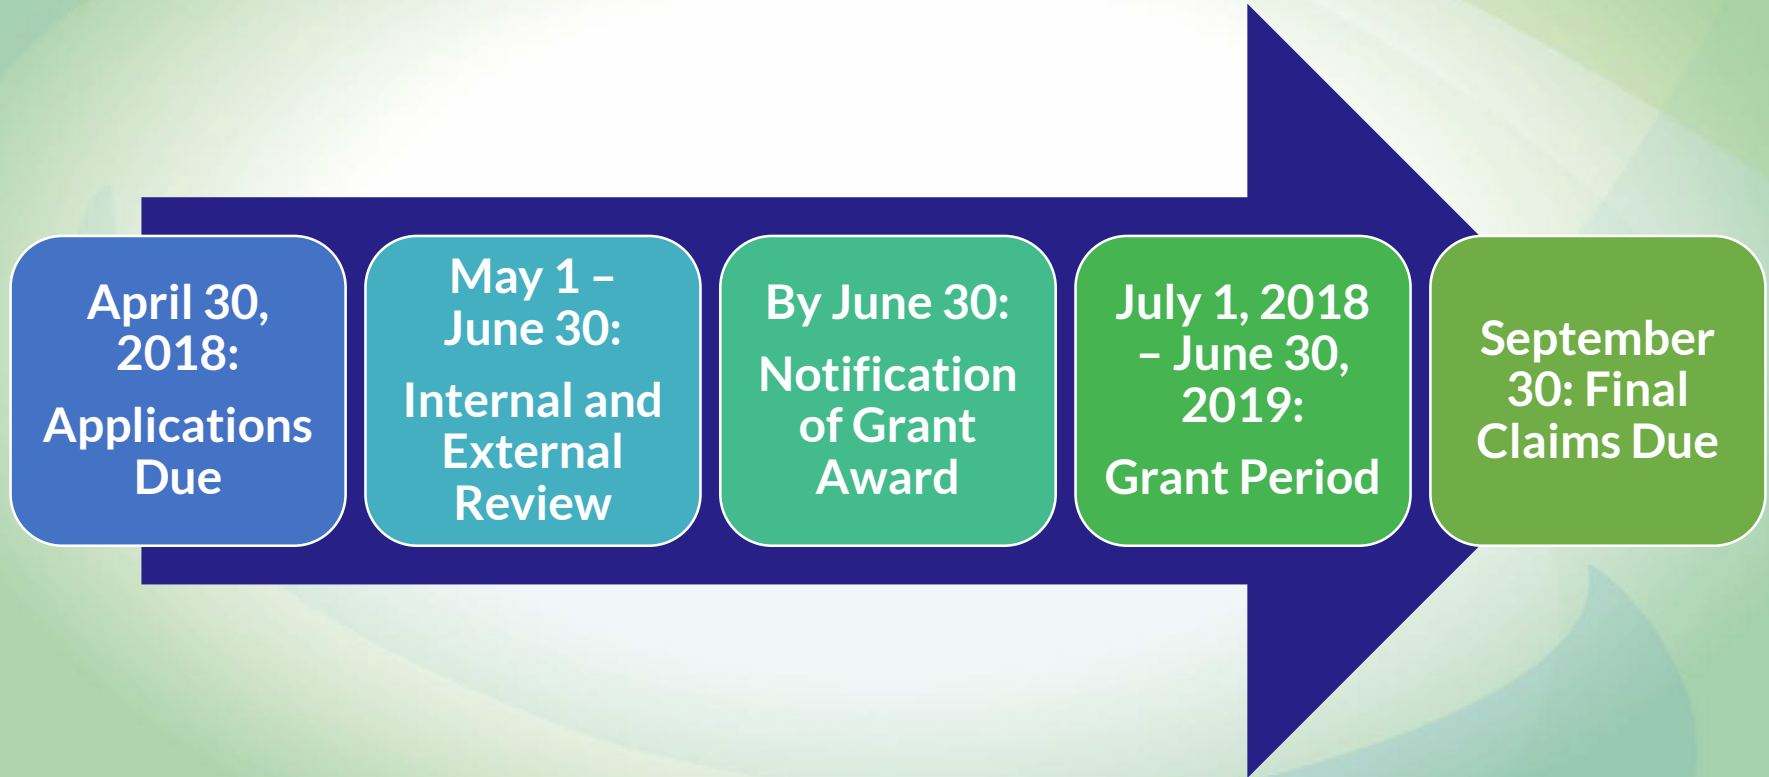 April 30,
2018:
Applications
Due
May 1 –
June 30:
Internal and
External
Review
By June 30:
Notification
of Grant
Award
July 1, 2018
– June 30,
2019:
Grant Period
September
30: Final
Claims Due